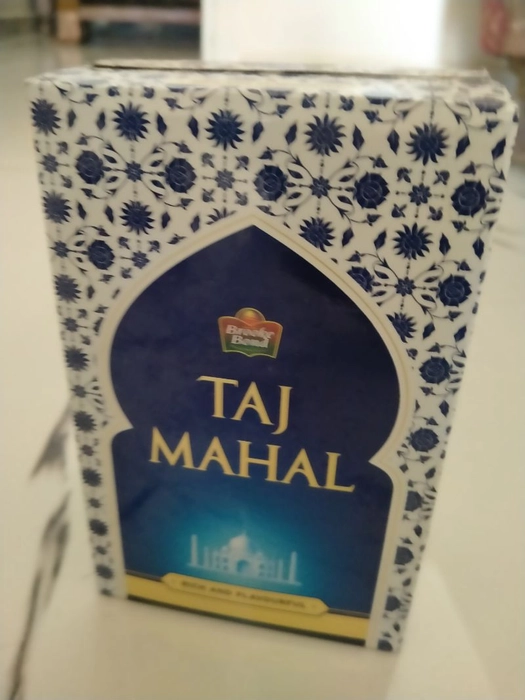 Brooke
Bond
TAJ
MAHAL
RICH AND FLAVOURFUL